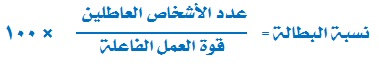 نسبة البطالة = عدد الأشخاص العاطلين
قوة العمل الفاعلة × ١٠٠